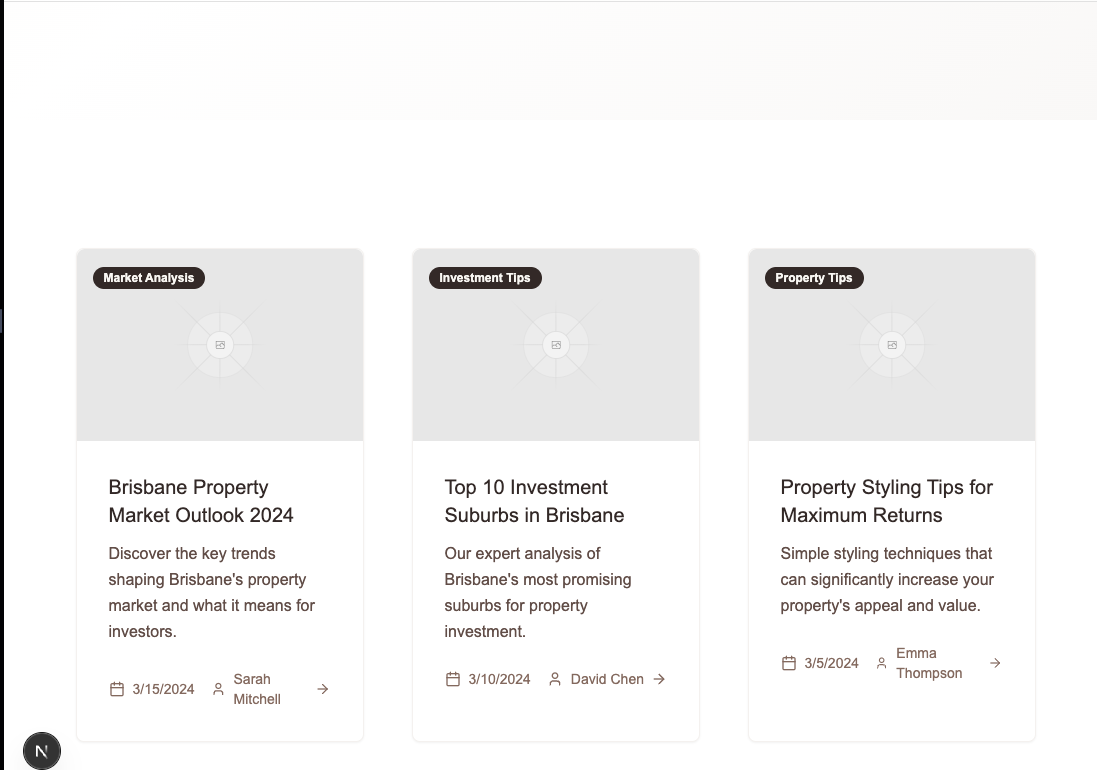 Market Analysis
Brisbane Property
Market Outlook 2024
Discover the key trends
shaping Brisbane's property
market and what it means for
investors.
3/15/2024
Sarah
Mitchell
Investment Tips
Top 10 Investment
Suburbs in Brisbane
Our expert analysis of
Brisbane's most promising
suburbs for property
investment.
3/10/2024
David Chen
Property Tips
Property Styling Tips for
Maximum Returns
Simple styling techniques that
can significantly increase your
property's appeal and value.
3/5/2024
Emma
Thompson
N